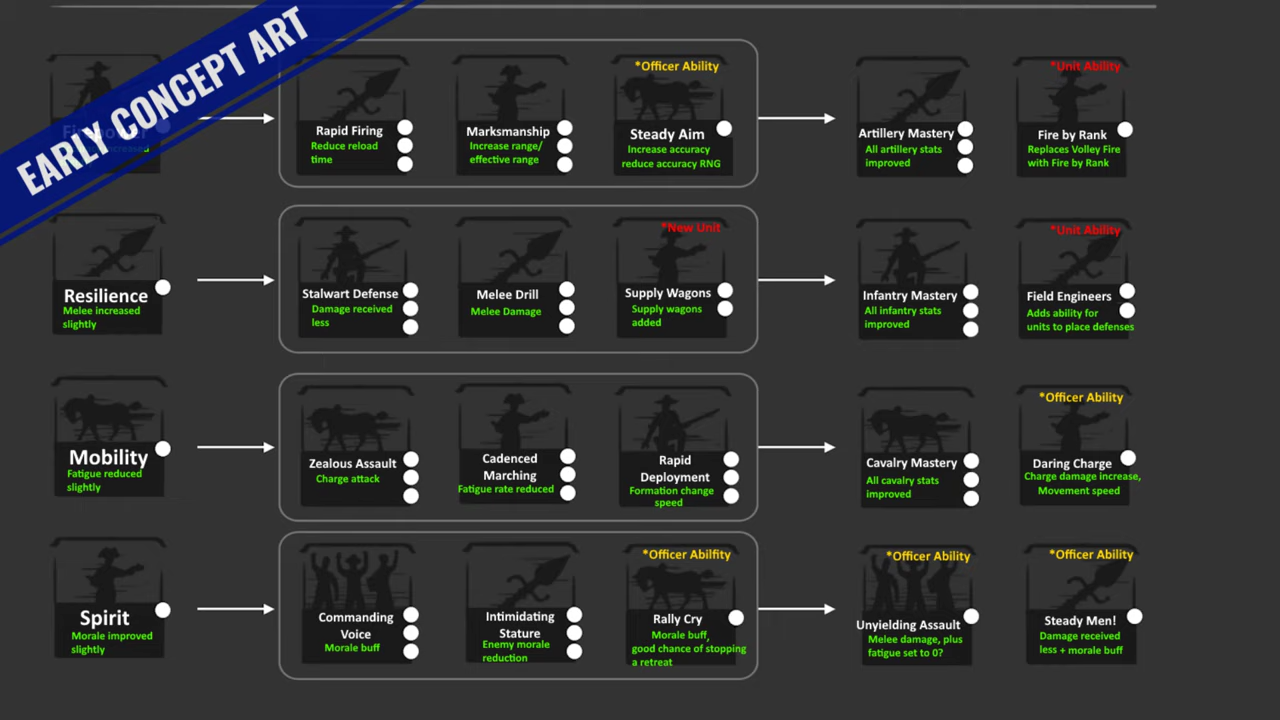 EARLY CONCEPT ART
*Officer Ability
Rapid Firing
Reduce reload
time
Marksmanship
Increase range/
effective range
Steady Aim
Increase accuracy
reduce accuracy RNG
Artillery Mastery
All artillery stats
improved
*Unit Ability
Fire by Rank
Replaces Volley Fire
with Fire by Rank
Resilience
Melee increased
slightly
Stalwart Defense
Damage received
less
Melee Drill
Melee Damage
*New Unit
Supply Wagons
Supply wagons
added
Infantry Mastery
All infantry stats
improved
*Unit Ability
Field Engineers
Adds ability for
units to place defenses
Mobility
Fatigue reduced
slightly
Zealous Assault
Charge attack
Cadenced
Marching
Fatigue rate reduced
Rapid
Deployment
Formation change
speed
Cavalry Mastery
All cavalry stats
improved
*Officer Ability
Daring Charge
Charge damage increase,
Movement speed
Spirit
Morale improved
slightly
Commanding
Voice
Morale buff
Intimidating
Stature
Enemy morale
reduction
*Officer Abilfity
Rally Cry
Morale buff,
good chance of stopping
a retreat
*Officer Ability
Unyielding Assault
Melee damage, plus
fatigue set to 0?
*Officer Ability
Steady Men!
Damage received
less + morale buff